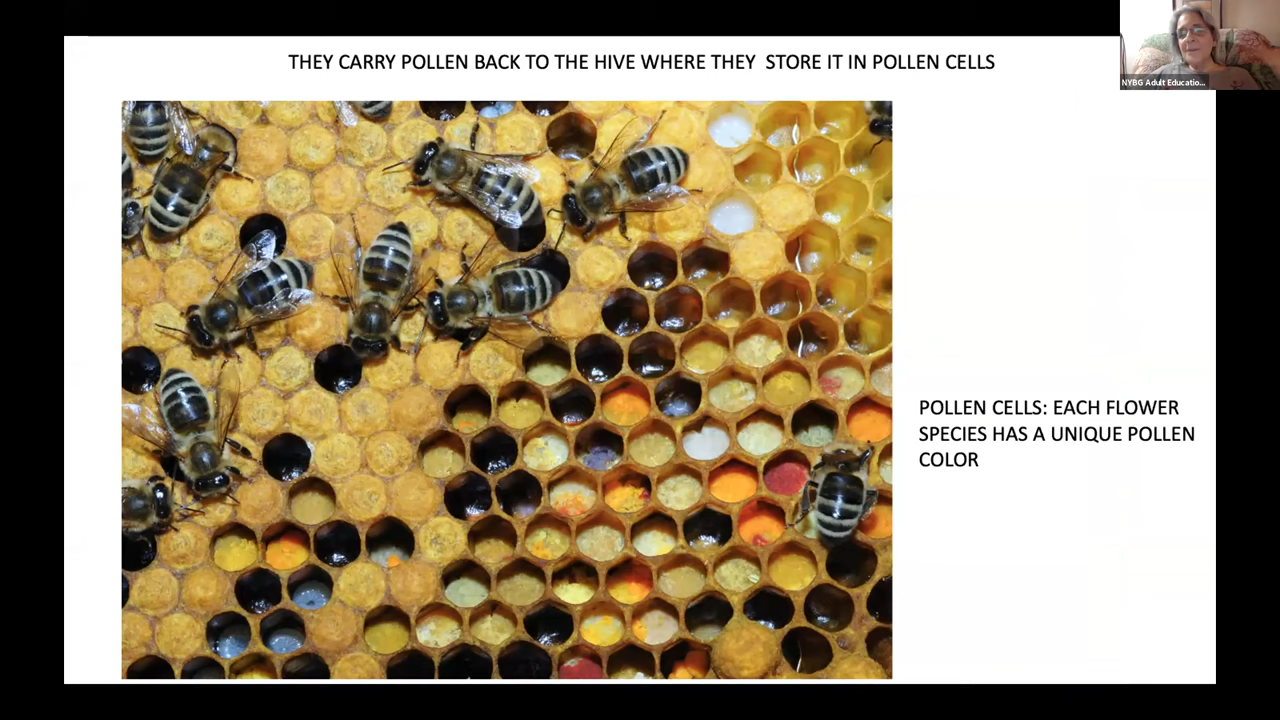 THEY CARRY POLLEN BACK TO THE HIVE WHERE THEY STORE IT IN POLLEN CELLS
NYBG Adult Educatio...
POLLEN CELLS: EACH FLOWER
SPECIES HAS A UNIQUE POLLEN
COLOR